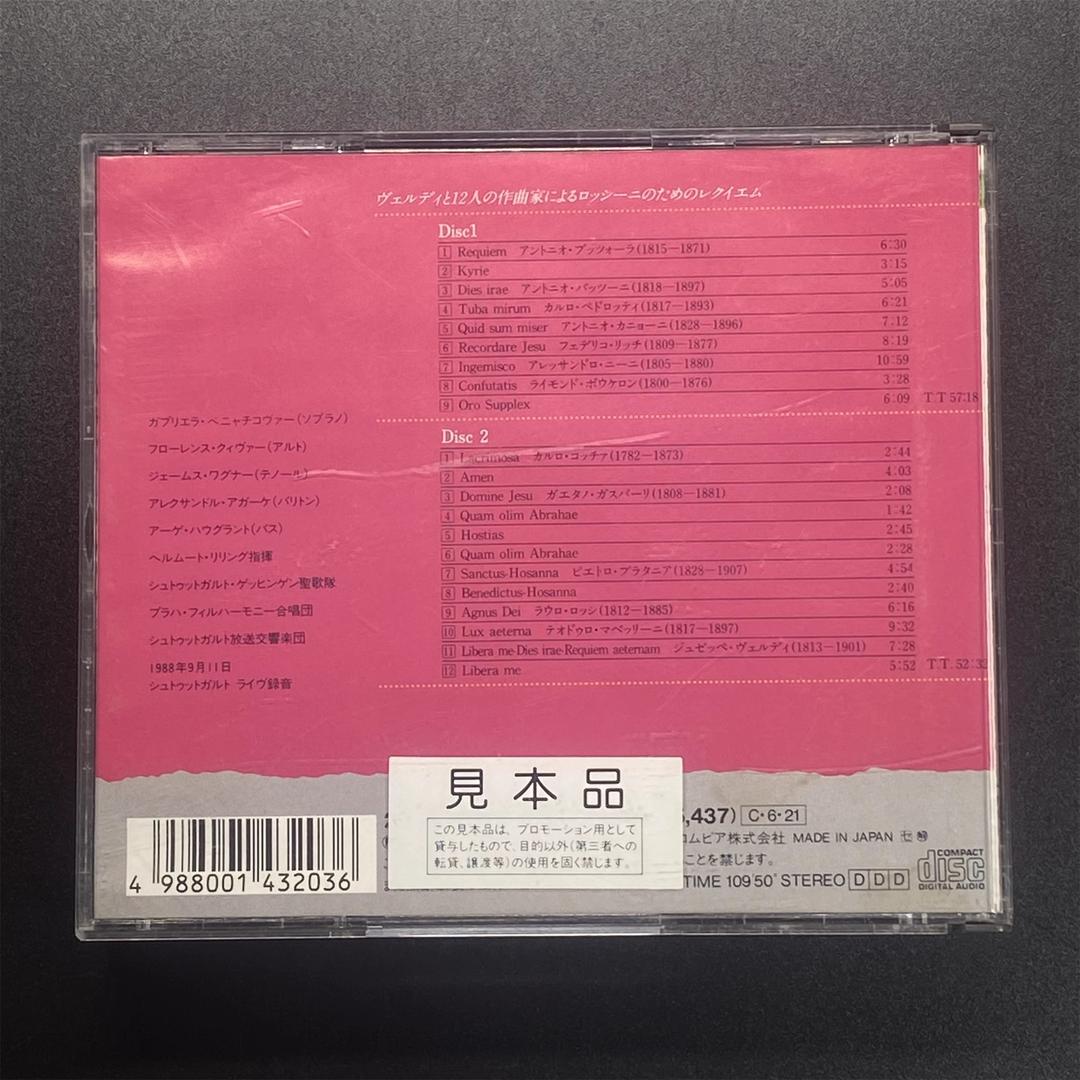 ヴェルディと12人の作曲家によるロッシーニのためのレクイエム
Disc1
1 Requiem アントニオ・ブッツォーラ(1815—1871) 6:30
2 Kyrie 3:15
3 Dies irae アントニオ・バッツーニ(1818—1897) 5:05
4 Tuba mirum カルロ・ペドロッティ(1817—1893) 6:21
5 Quid sum miser アントニオ・カニョーニ(1828—1896) 7:12
6 Recordare Jesu フェデリコ・リッチ(1809—1877) 8:19
7 Ingemisco アレッサンドロ・ニーニ(1805—1880) 10:59
8 Confutatis ライモンド・ボウケロン(1800—1876) 3:28
9 Oro Supplex 6:09 T.T 57:18
Disc 2
1 Lacrimosa カルロ・コッチァ(1782—1873) 2:44
2 Amen 4:03
3 Domine Jesu ガエタノ・ガスパーリ(1808—1881) 2:08
4 Quam olim Abrahae 1:42
5 Hostias 2:45
6 Quam olim Abrahae 2:28
7 Sanctus-Hosanna ピエトロ・プラタニア(1828—1907) 4:54
8 Benedictus-Hosanna 2:40
9 Agnus Dei ラウロ・ロッシ(1812—1885) 6:16
10 Lux aeterna テオドゥロ・マベッリーニ(1817—1897) 9:32
11 Libera me-Dies irae-Requiem aeternam ジュゼッペ・ヴェルディ(1813—1901) 7:28
12 Libera me 5:52 T.T. 52:32
ガブリエラ・ベニャチコヴァー(ソプラノ)
フローレンス・クィヴァー(アルト)
ジェームス・ワグナー(テノール)
アレクサンドル・アガーケ(バリトン)
アーゲ・ハウグラント(バス)
ヘルムート・リリング指揮
シュトゥットガルト・ゲッヒンゲン聖歌隊
プラハ・フィルハーモニー合唱団
シュトゥットガルト放送交響楽団
1988年9月11日
シュトゥットガルト ライヴ録音
見本品
この見本品は、プロモーション用として
貸与したもので、目的以外(第三者への
転貸、譲渡等)の使用を固く禁じます。
,437) C・6・21
コムビア株式会社 MADE IN JAPAN
ことを禁じます。
TIME 109'50" STEREO DDD
COMPACT
disc
DIGITAL AUDIO
4 988001 432036